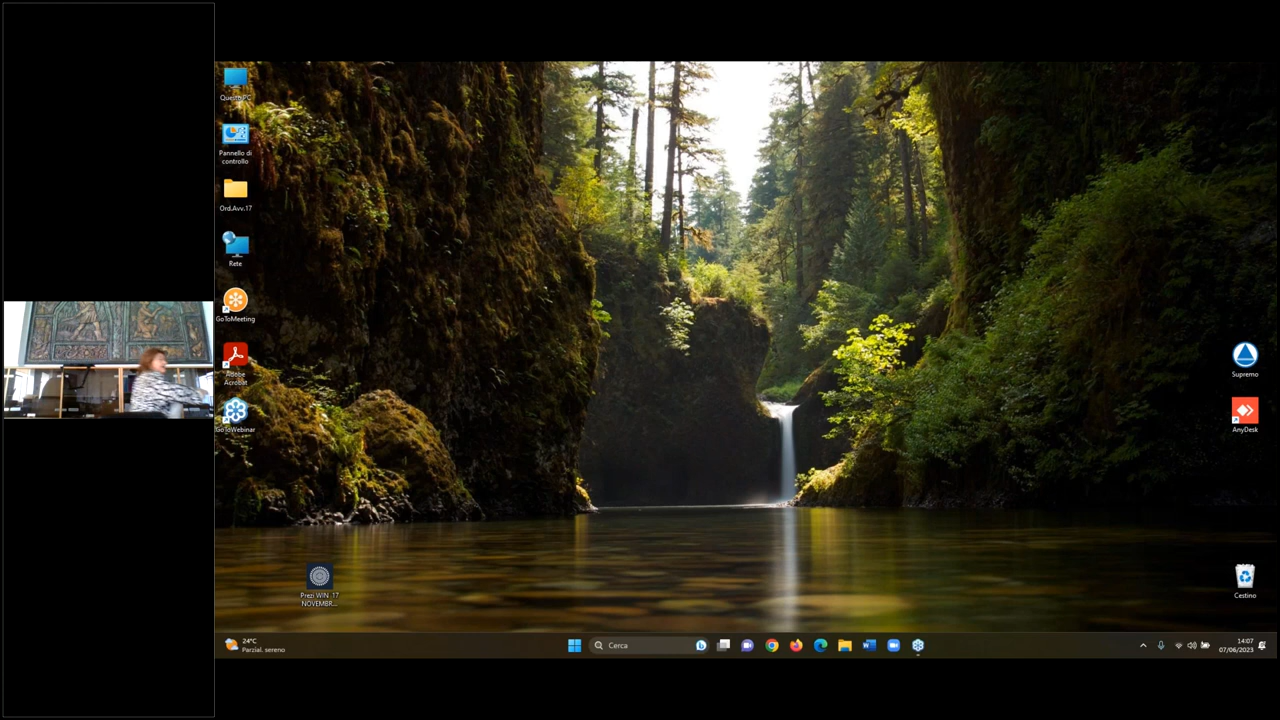 Questo PC
Pannello di
controllo
Ord.Avv.17
Rete
GoToMeeting
Adobe
Acrobat
GoToWebinar
Prezi WIN .17
NOVEMBR...
Supremo
AnyDesk
Cestino
24°C
Parzial. sereno
Cerca
14:07
07/06/2023